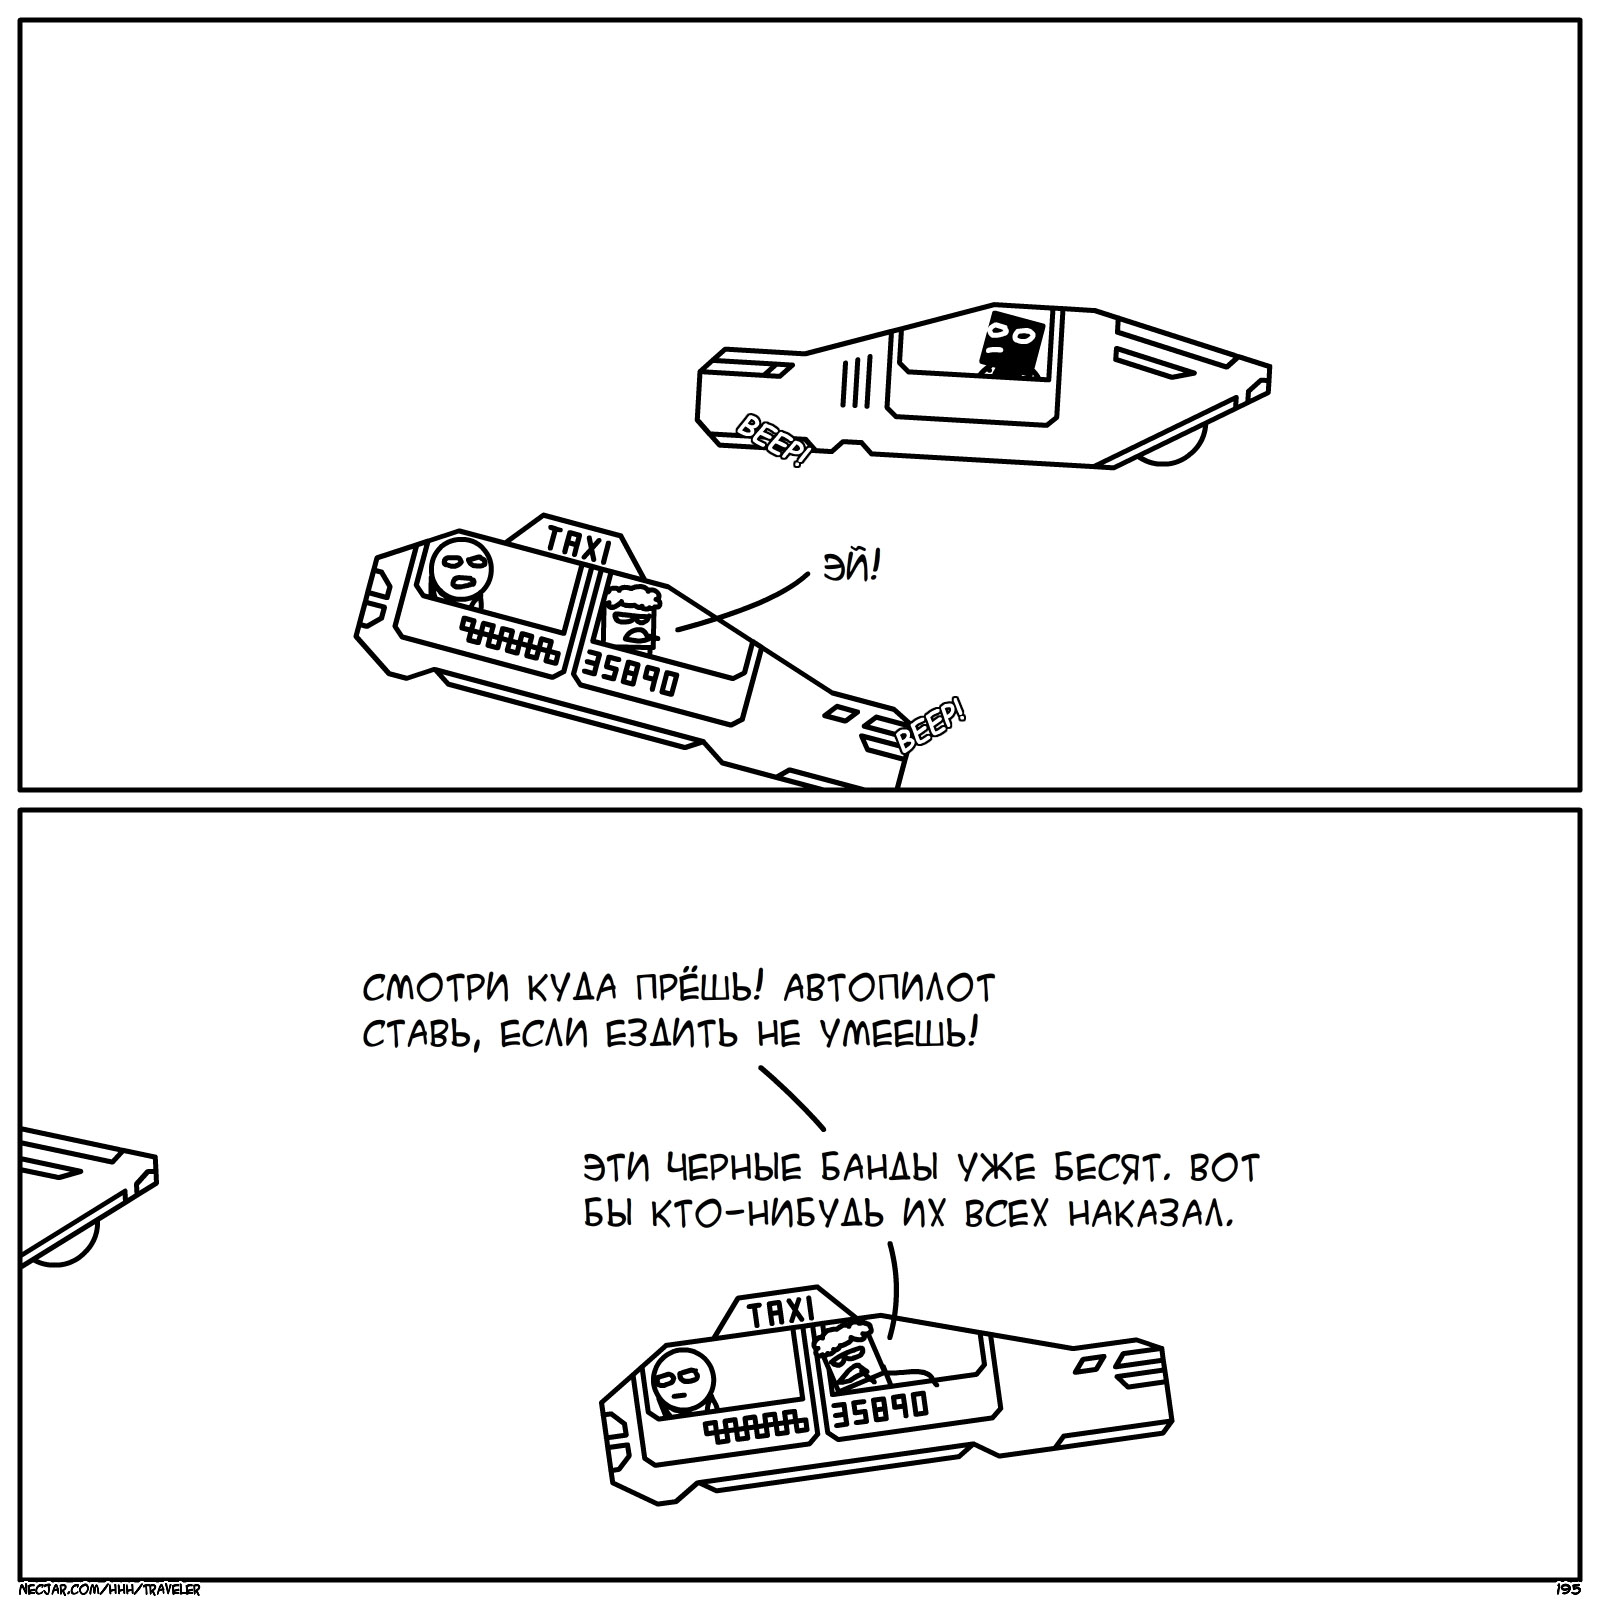 BEEP!
TAXI
ЭЙ!
35890
BEEP!
СМОТРИ КУДА ПРЁШЬ! АВТОПИЛОТ
СТАВЬ, ЕСЛИ ЕЗДИТЬ НЕ УМЕЕШЬ!
ЭТИ ЧЕРНЫЕ БАНДЫ УЖЕ БЕСЯТ. ВОТ
БЫ КТО-НИБУДЬ ИХ ВСЕХ НАКАЗАЛ.
TAXI
35890
NECJAR.COM/HHH/TRAVELER
195